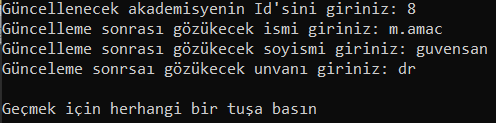 Güncellenecek akademisyenin Id'sini giriniz: 8
Güncelleme sonrası gözükecek ismi giriniz: m.amac
Güncelleme sonrası gözükecek soyismi giriniz: guvensan
Günceleme sonrsaı gözükecek unvanı giriniz: dr
Geçmek için herhangi bir tuşa basın